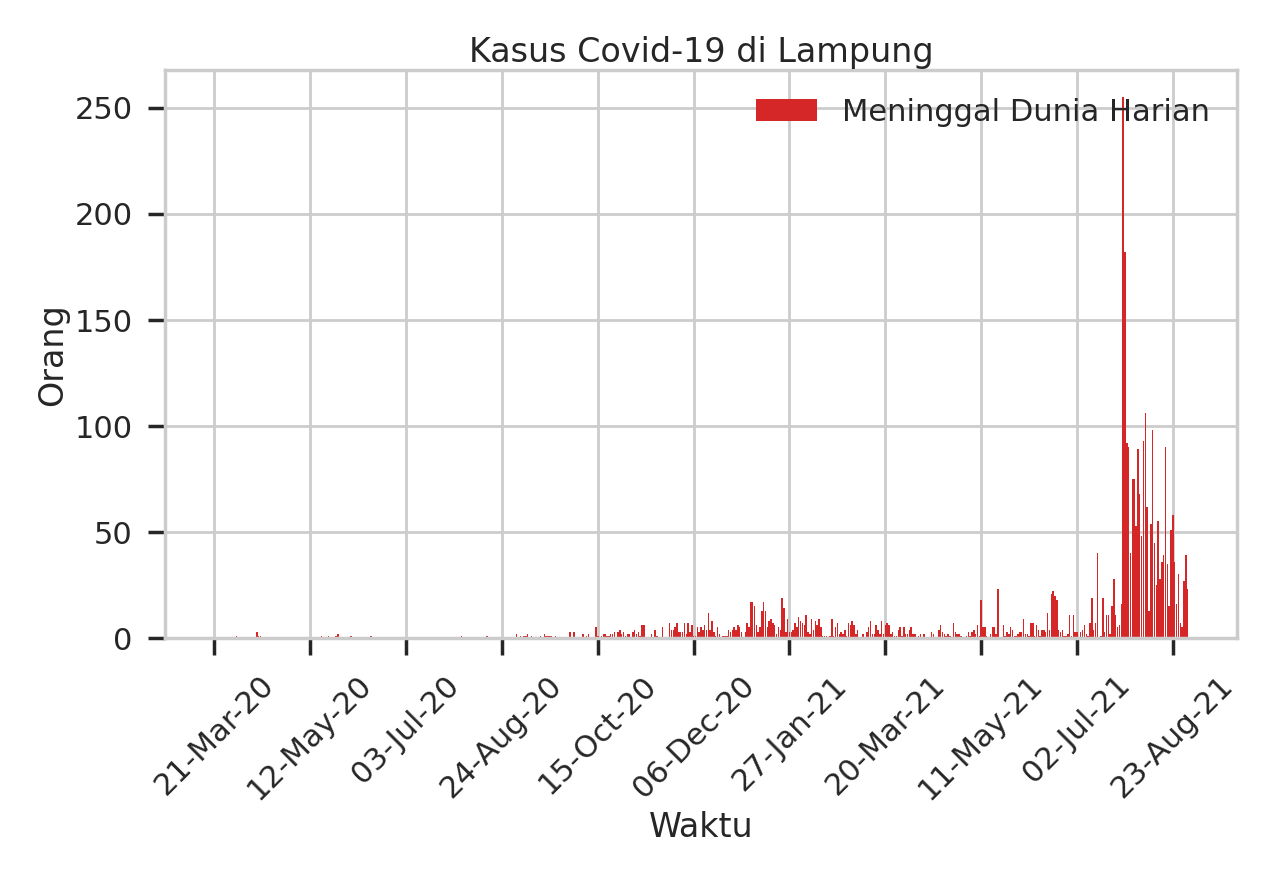 Kasus Covid-19 di Lampung
Meninggal Dunia Harian
250
200
150
100
50
0
Orang
21-Mar-20
12-May-20
03-Jul-20
24-Aug-20
15-Oct-20
06-Dec-20
27-Jan-21
20-Mar-21
11-May-21
02-Jul-21
23-Aug-21
Waktu